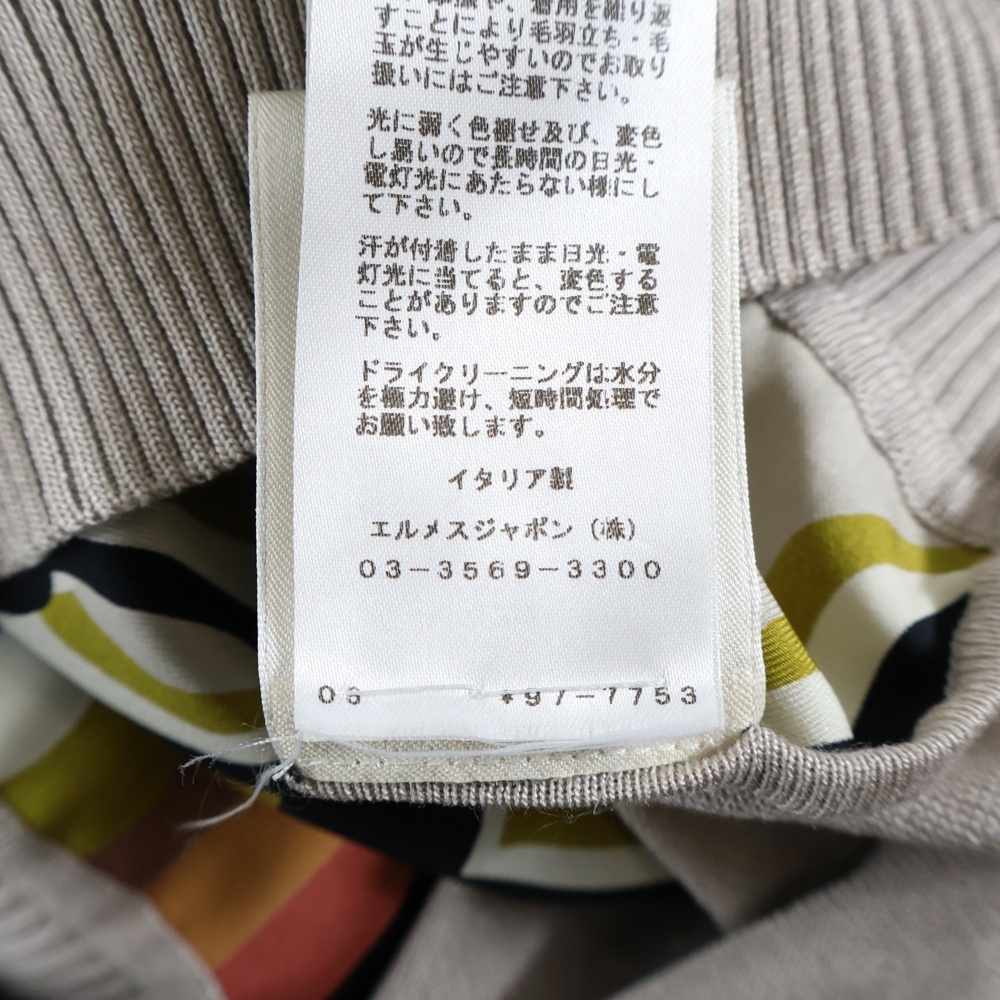 着用を繰り返
すことにより毛羽立ち・毛
玉が生じやすいのでお取り
扱いにはご注意下さい。
光に弱く色褪せ及び、変色
し易いので長時間の日光・
電灯光にあたらない様にし
て下さい。
汗が付着したまま日光・電
灯光に当てると、変色する
ことがありますのでご注意
下さい。
ドライクリーニングは水分
を極力避け、短時間処理で
お願い致します。
イタリア製
エルメスジャポン（株）
03-3569-3300
97-7753